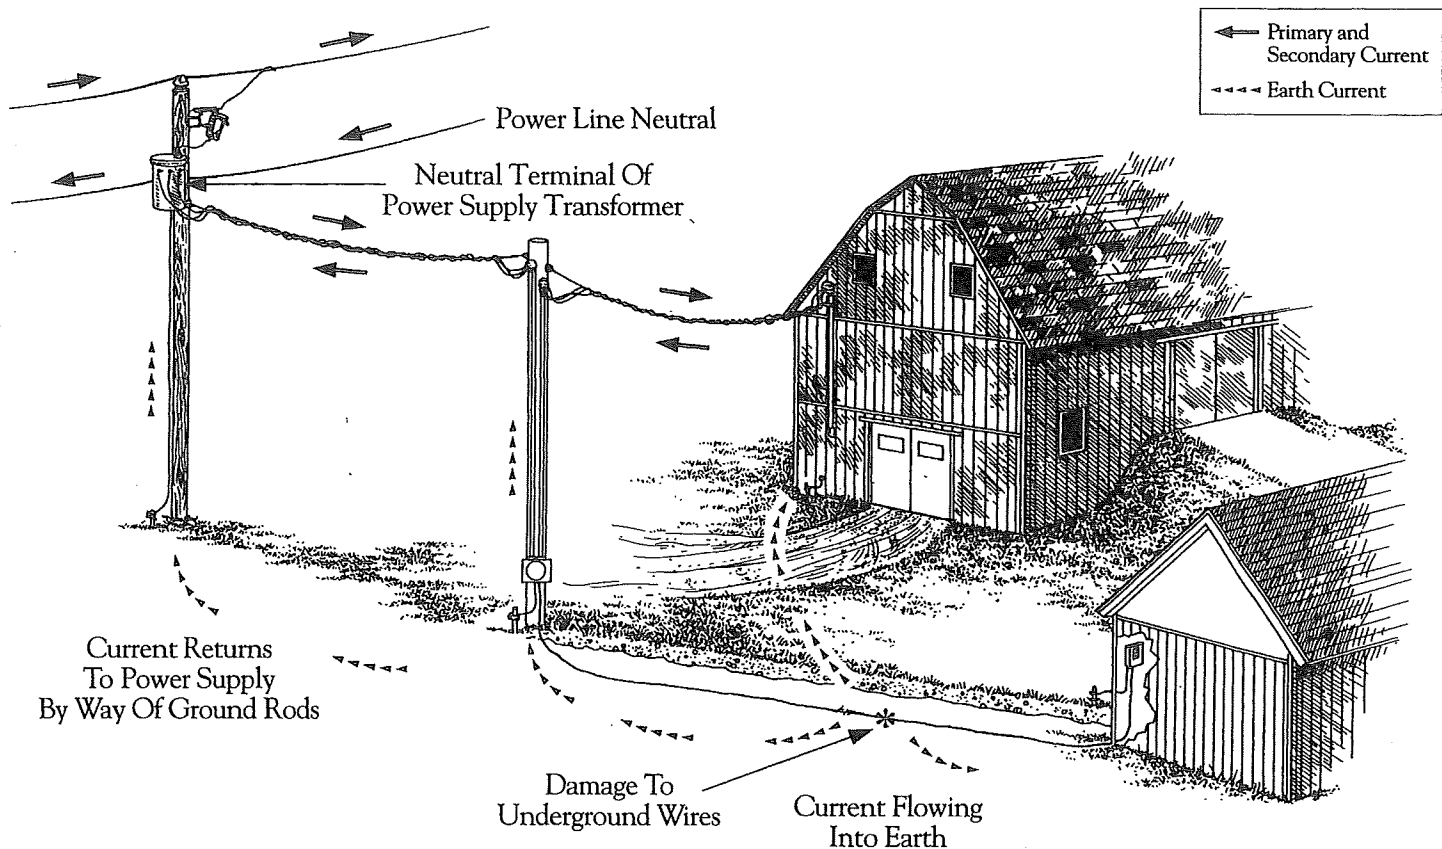 Primary and
Secondary Current
Earth Current
Power Line Neutral
Neutral Terminal Of
Power Supply Transformer
Current Returns
To Power Supply
By Way Of Ground Rods
Damage To
Underground Wires
Current Flowing
Into Earth